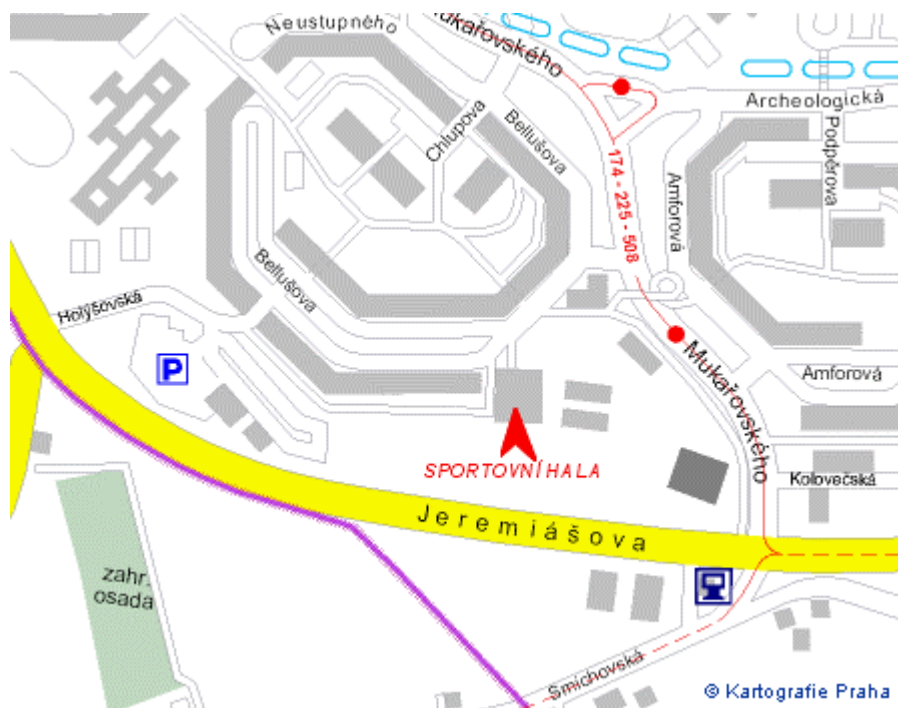 Neustupného
Mukařovského
Archeologická
Chlupova
Bellušova
Podpěrova
174 - 225 - 508
Amforová
Bellušova
Holýšovská
P
Mukařovského
Amforová
SPORTOVNÍ HALA
Kolovečská
Jeremiášova
zahr.
osada
Smichovská
© Kartografie Praha